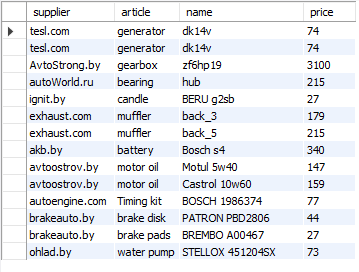 supplier article name price
tesl.com generator dk14v 74
tesl.com generator dk14v 74
AvtoStrong.by gearbox zf6hp19 3100
autoWorld.ru bearing hub 215
ignit.by candle BERU g2sb 27
exhaust.com muffler back_3 179
exhaust.com muffler back_5 215
akb.by battery Bosch s4 340
avtoostrov.by motor oil Motul 5w40 147
avtoostrov.by motor oil Castrol 10w60 159
autoengine.com Timing kit BOSCH 1986374 77
brakeauto.by brake disk PATRON PBD2806 44
brakeauto.by brake pads BREMBO A00467 27
ohlad.by water pump STELLOX 451204SX 73